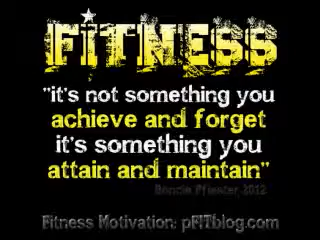 FiTNESS
"it's not something you
achieve and forget
it's something you
attain and maintain"
Bonnie Pfiester 2012
Fitness Motivation: pFITblog.com